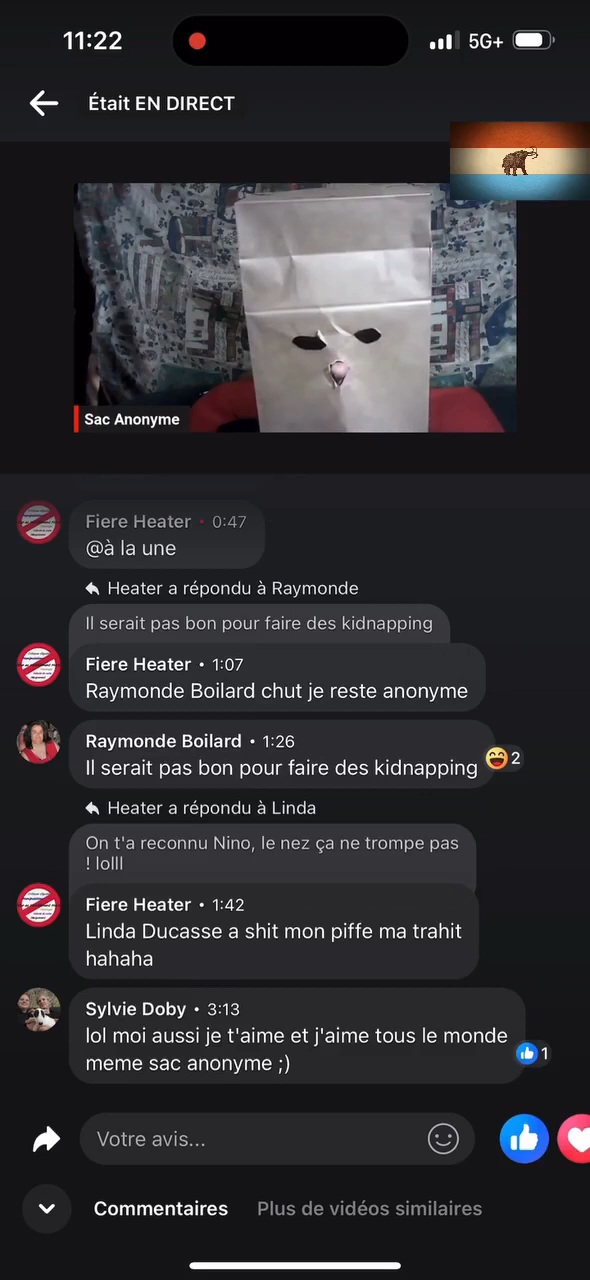 11:22
5G+
Était EN DIRECT
Sac Anonyme
Fiere Heater • 0:47
@à la une
Heater a répondu à Raymonde
Il serait pas bon pour faire des kidnapping
Fiere Heater • 1:07
Raymonde Boilard chut je reste anonyme
Raymonde Boilard • 1:26
Il serait pas bon pour faire des kidnapping
2
Heater a répondu à Linda
On t'a reconnu Nino, le nez ça ne trompe pas
! lolll
Fiere Heater • 1:42
Linda Ducasse a shit mon piffe ma trahit
hahaha
Sylvie Doby • 3:13
lol moi aussi je t'aime et j'aime tous le monde
meme sac anonyme ;)
1
Votre avis...
Commentaires Plus de vidéos similaires